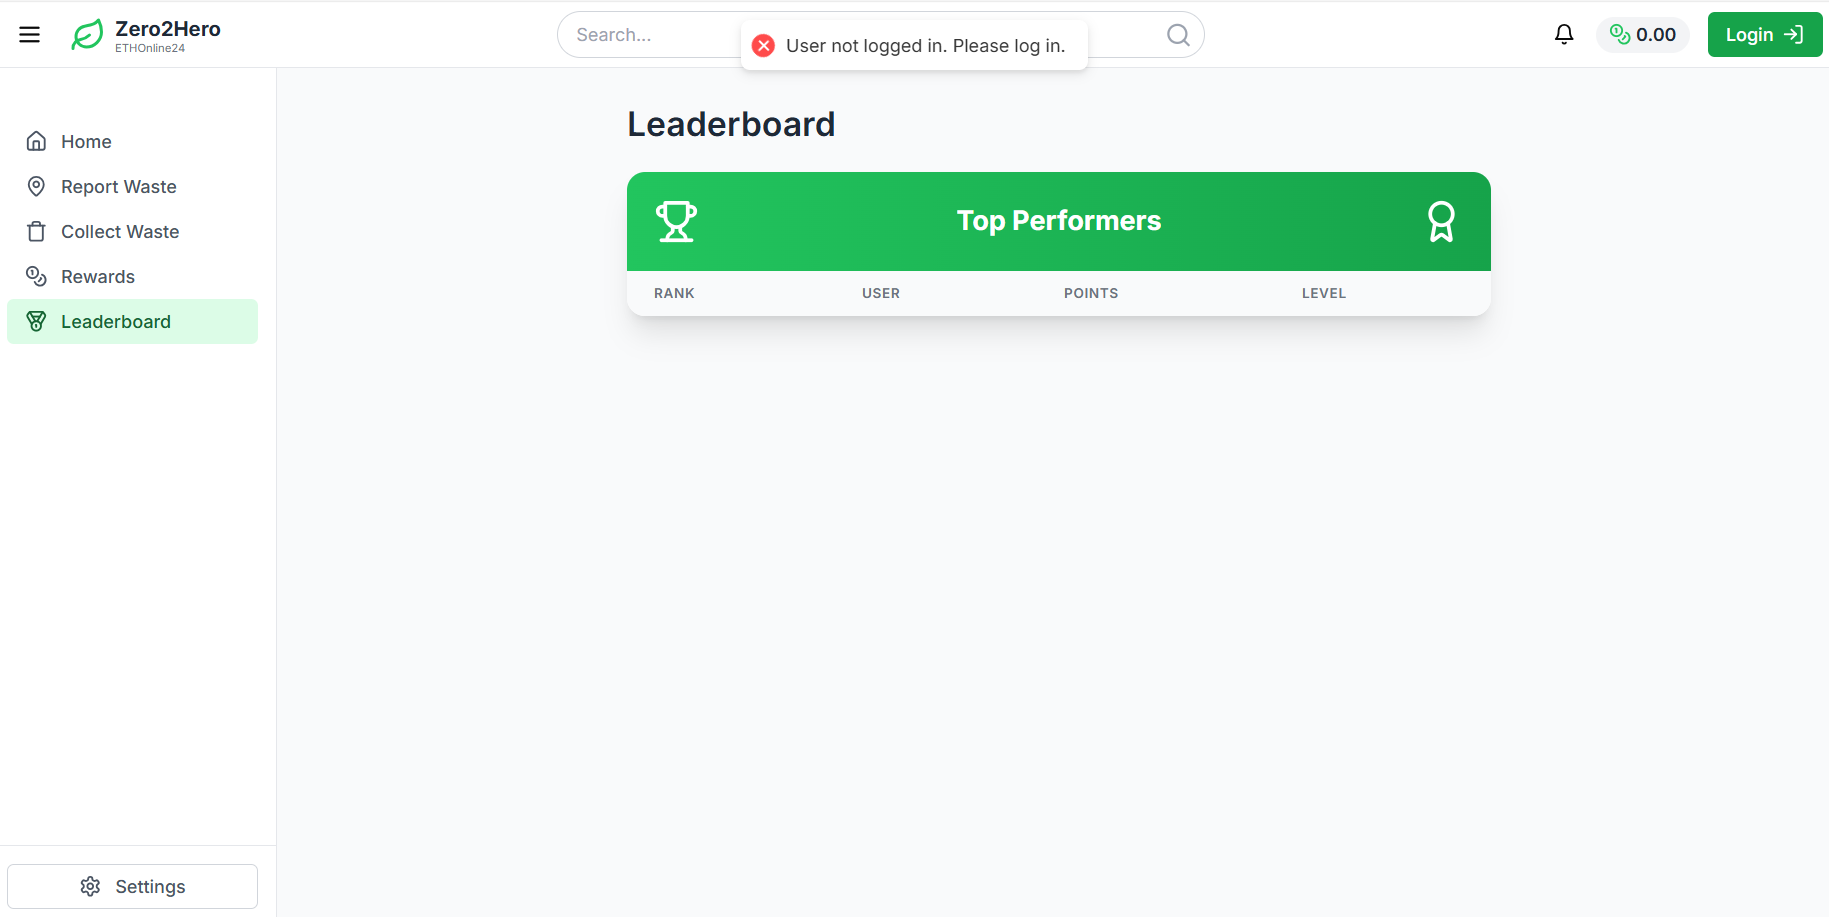 Zero2Hero
ETHOnline24
Search...
User not logged in. Please log in.
0.00
Login
Home
Report Waste
Collect Waste
Rewards
Leaderboard
Settings
Leaderboard
Top Performers
RANK USER POINTS LEVEL